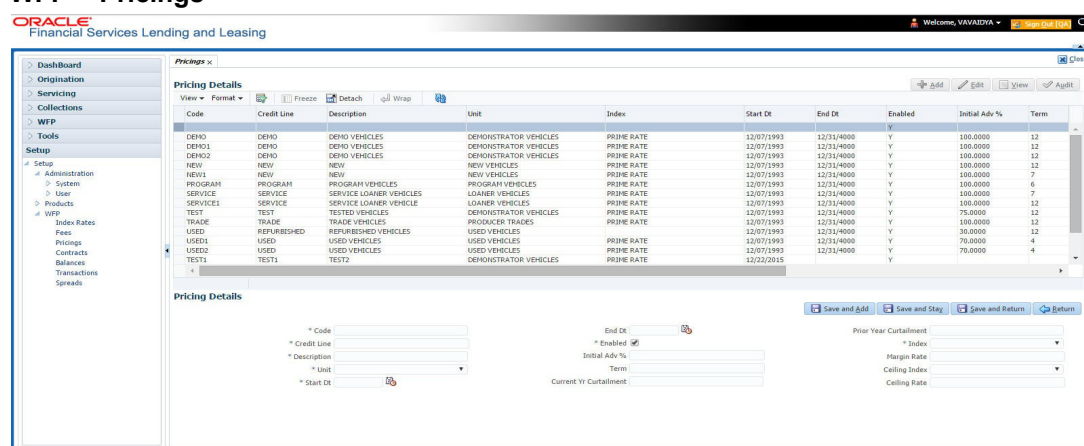 WFP - Pricings
ORACLE
Financial Services Lending and Leasing
Welcome, VAVAIDYA
Sign Out [QA]
DashBoard
Origination
Servicing
Collections
WFP
Tools
Setup
Setup
Administration
System
User
Products
WFP
Index Rates
Fees
Pricings
Contracts
Balances
Transactions
Spreads
Pricings x
Clos
Pricing Details
Add Edit View Audit
View Format Freeze Detach Wrap
Code Credit Line Description Unit Index Start Dt End Dt Enabled Initial Adv % Term
Y
DEMO DEMO DEMO VEHICLES DEMONSTRATOR VEHICLES PRIME RATE 12/07/1993 12/31/4000 Y 100.0000 12
DEMO1 DEMO DEMO VEHICLES DEMONSTRATOR VEHICLES PRIME RATE 12/07/1993 12/31/4000 Y 100.0000 12
DEMO2 DEMO DEMO VEHICLES DEMONSTRATOR VEHICLES PRIME RATE 12/07/1993 12/31/4000 Y 100.0000 12
NEW NEW NEW NEW VEHICLES PRIME RATE 12/07/1993 12/31/4000 Y 100.0000 12
NEW1 NEW NEW NEW VEHICLES PRIME RATE 12/07/1993 12/31/4000 Y 100.0000 7
PROGRAM PROGRAM PROGRAM VEHICLES PROGRAM VEHICLES PRIME RATE 12/07/1993 12/31/4000 Y 100.0000 6
SERVICE SERVICE SERVICE LOANER VEHICLES LOANER VEHICLES PRIME RATE 12/07/1993 12/31/4000 Y 100.0000 7
SERVICE1 SERVICE SERVICE LOANER VEHICLE LOANER VEHICLES PRIME RATE 12/07/1993 12/31/4000 Y 100.0000 12
TEST TEST TESTED VEHICLES DEMONSTRATOR VEHICLES PRIME RATE 12/07/1993 12/31/4000 Y 75.0000 12
TRADE TRADE TRADE VEHICLES PRODUCER TRADES PRIME RATE 12/07/1993 12/31/4000 Y 100.0000 12
USED REFURBISHED REFURBISHED VEHICLES USED VEHICLES 12/07/1993 12/31/4000 Y 30.0000 12
USED1 USED USED VEHICLES USED VEHICLES PRIME RATE 12/07/1993 12/31/4000 Y 70.0000 4
USED2 USED USED VEHICLES USED VEHICLES PRIME RATE 12/07/1993 12/31/4000 Y 70.0000 4
TEST1 TEST1 TEST2 DEMONSTRATOR VEHICLES PRIME RATE 12/22/2015 Y
Pricing Details
Save and Add Save and Stay Save and Return Return
* Code
* Credit Line
* Description
* Unit
* Start Dt
End Dt
* Enabled
Initial Adv %
Term
Current Yr Curtailment
Prior Year Curtailment
* Index
Margin Rate
Ceiling Index
Ceiling Rate